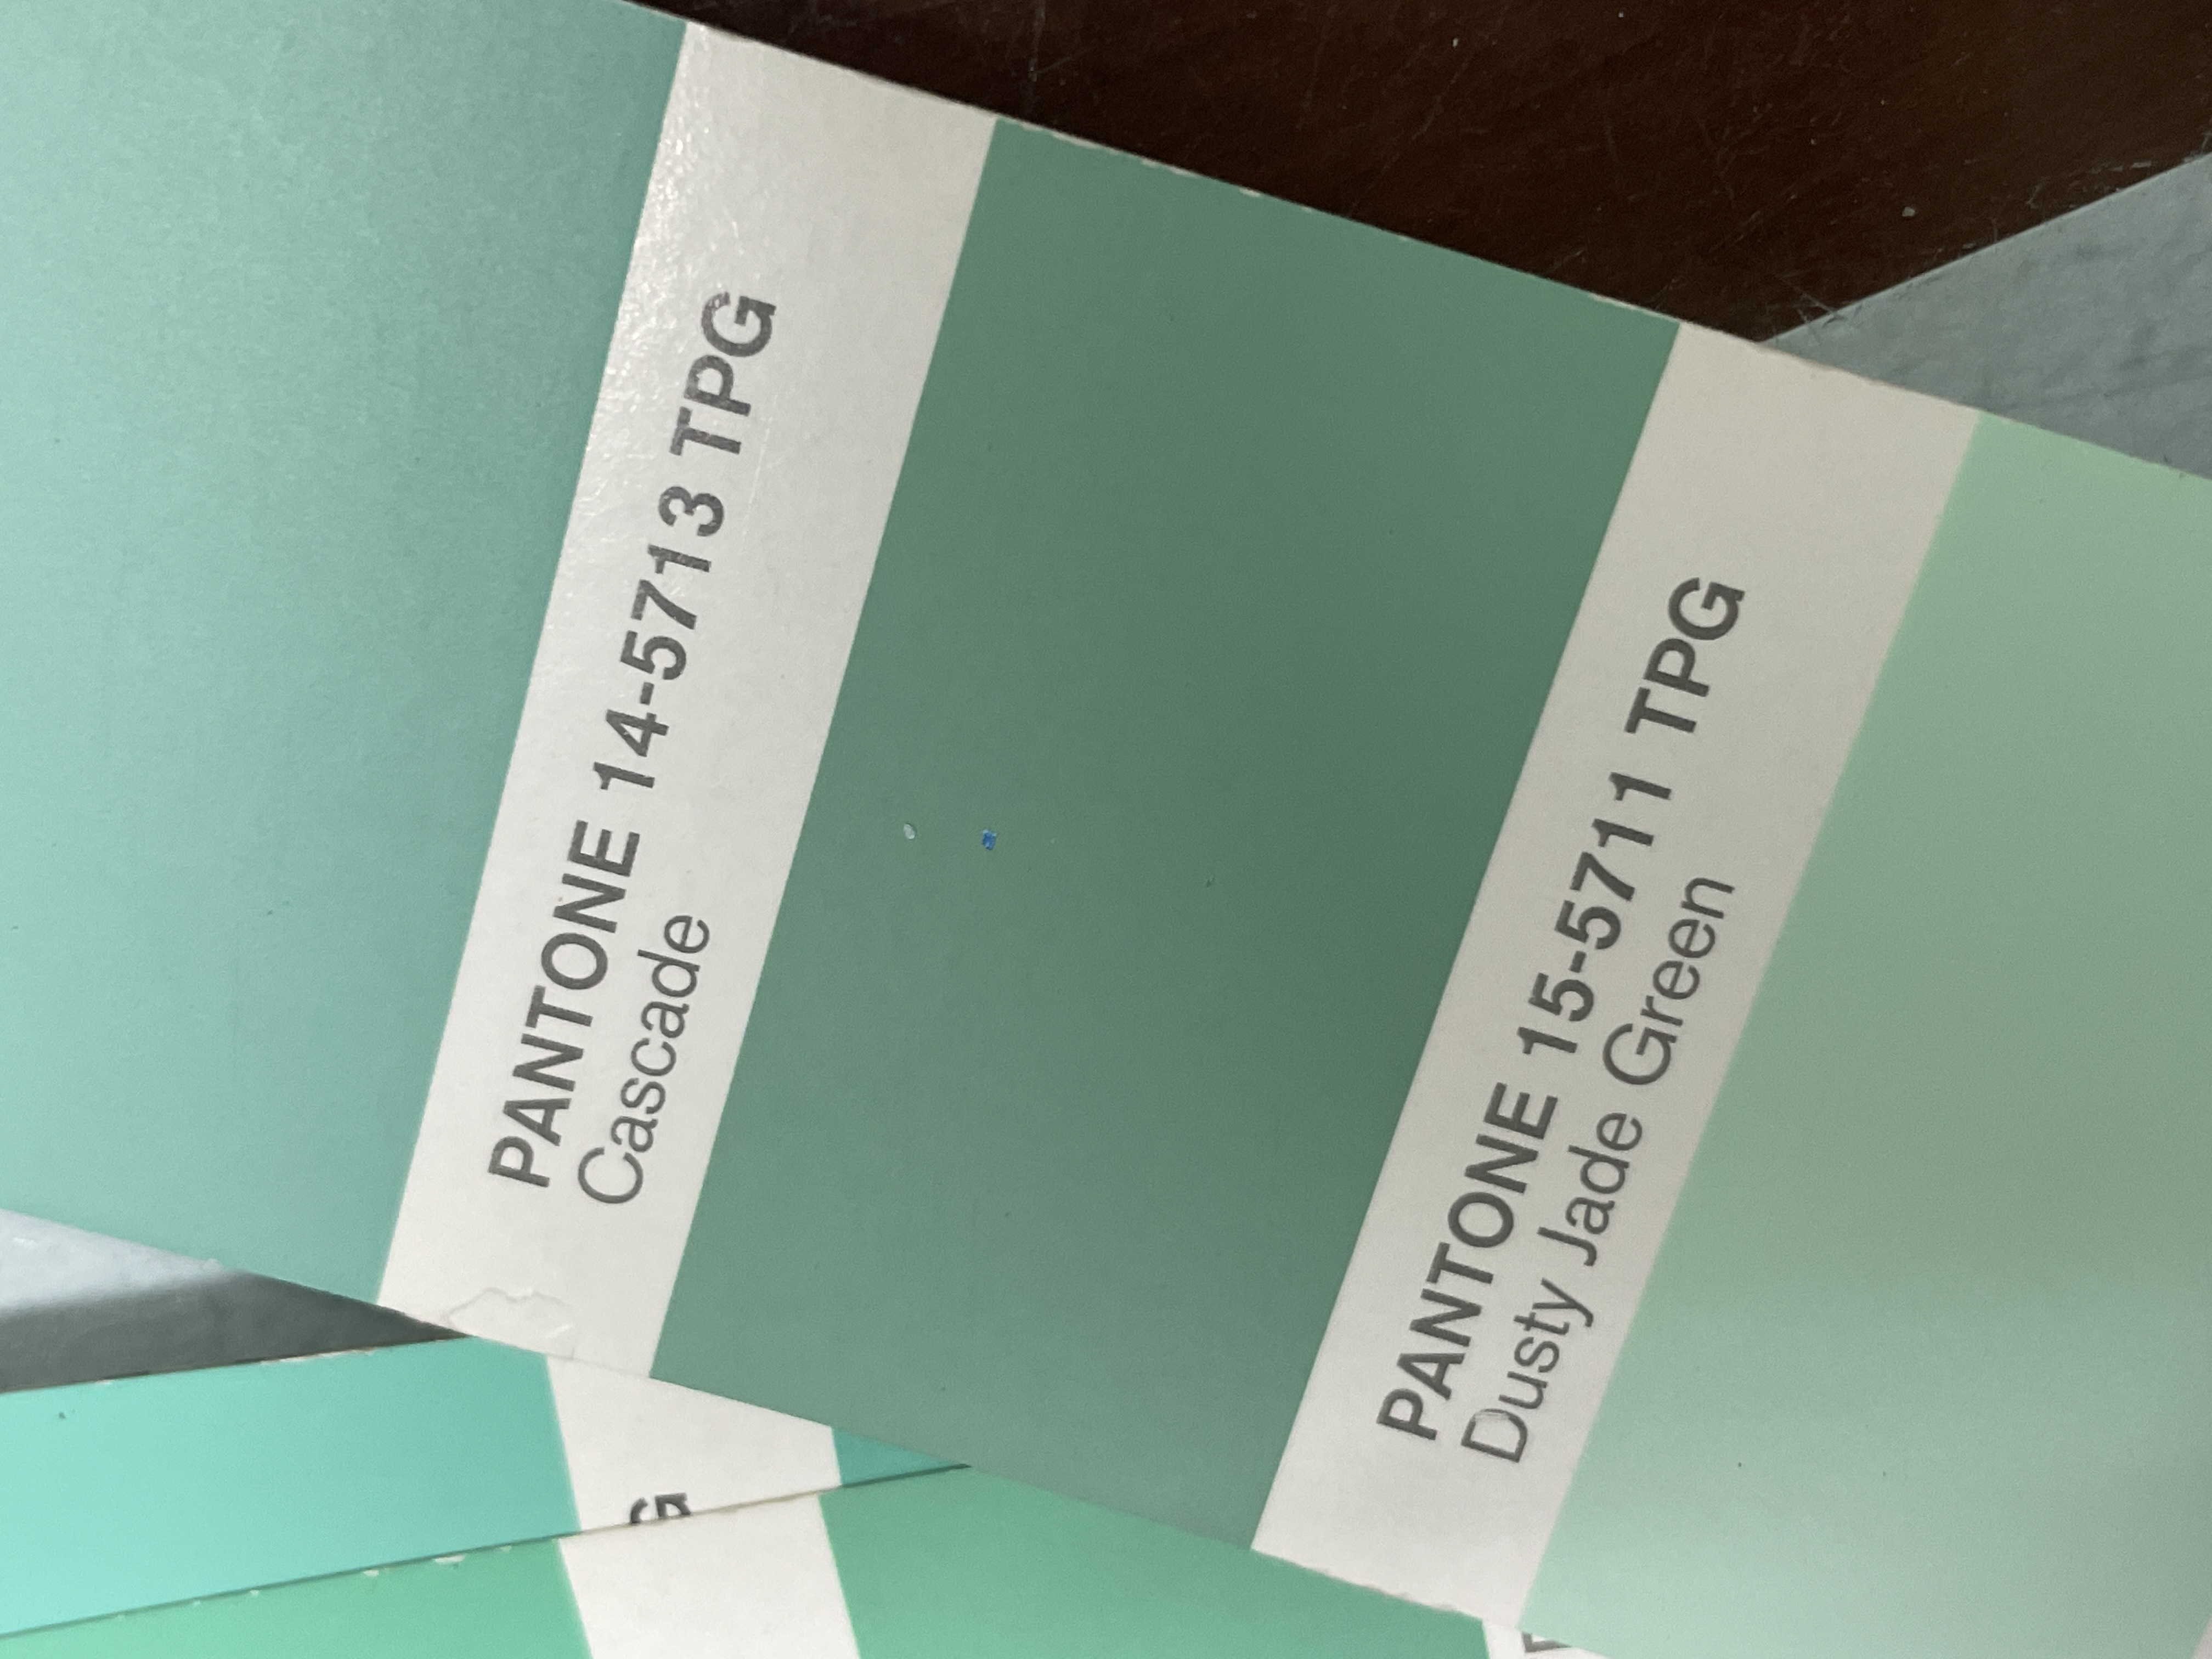 PANTONE 14-5713 TPG
Cascade
G
PANTONE 15-5711 TPG
Dusty Jade Green